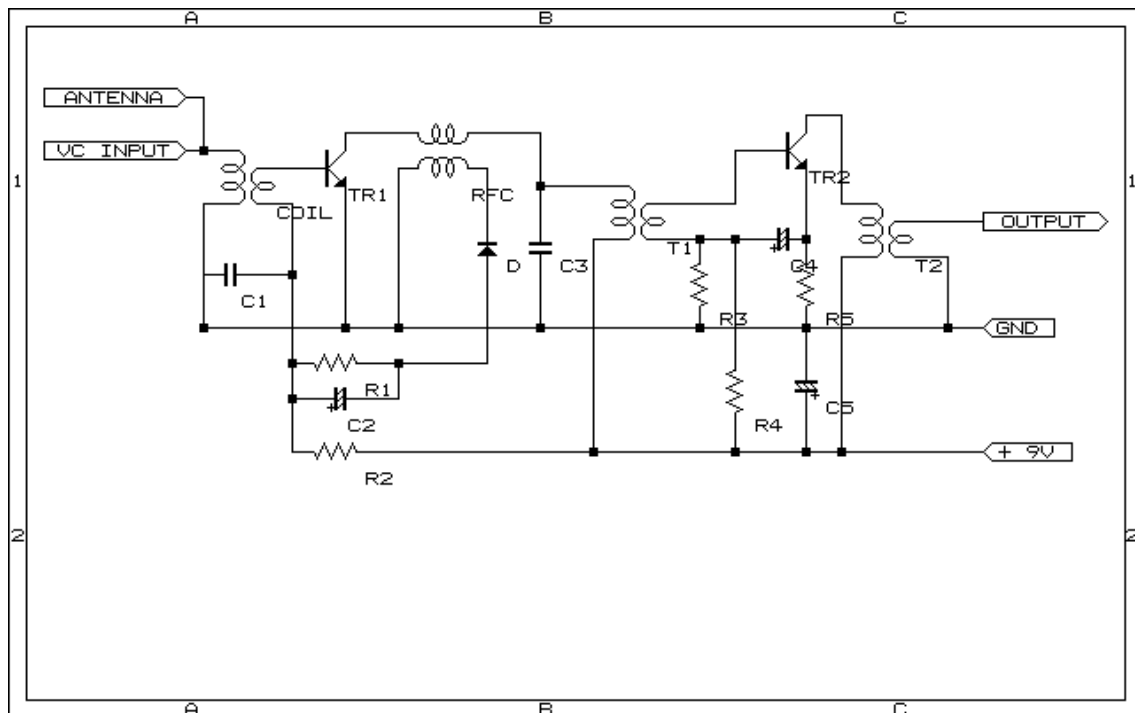 A B C
ANTENNA
VC INPUT
1 1
TR1 RFC TR2
COIL
OUTPUT
T1
D C3 Q4 T2
C1
R3 R5
GND
R1
C5
C2
R4
+ 9V
R2
2 2
A B C